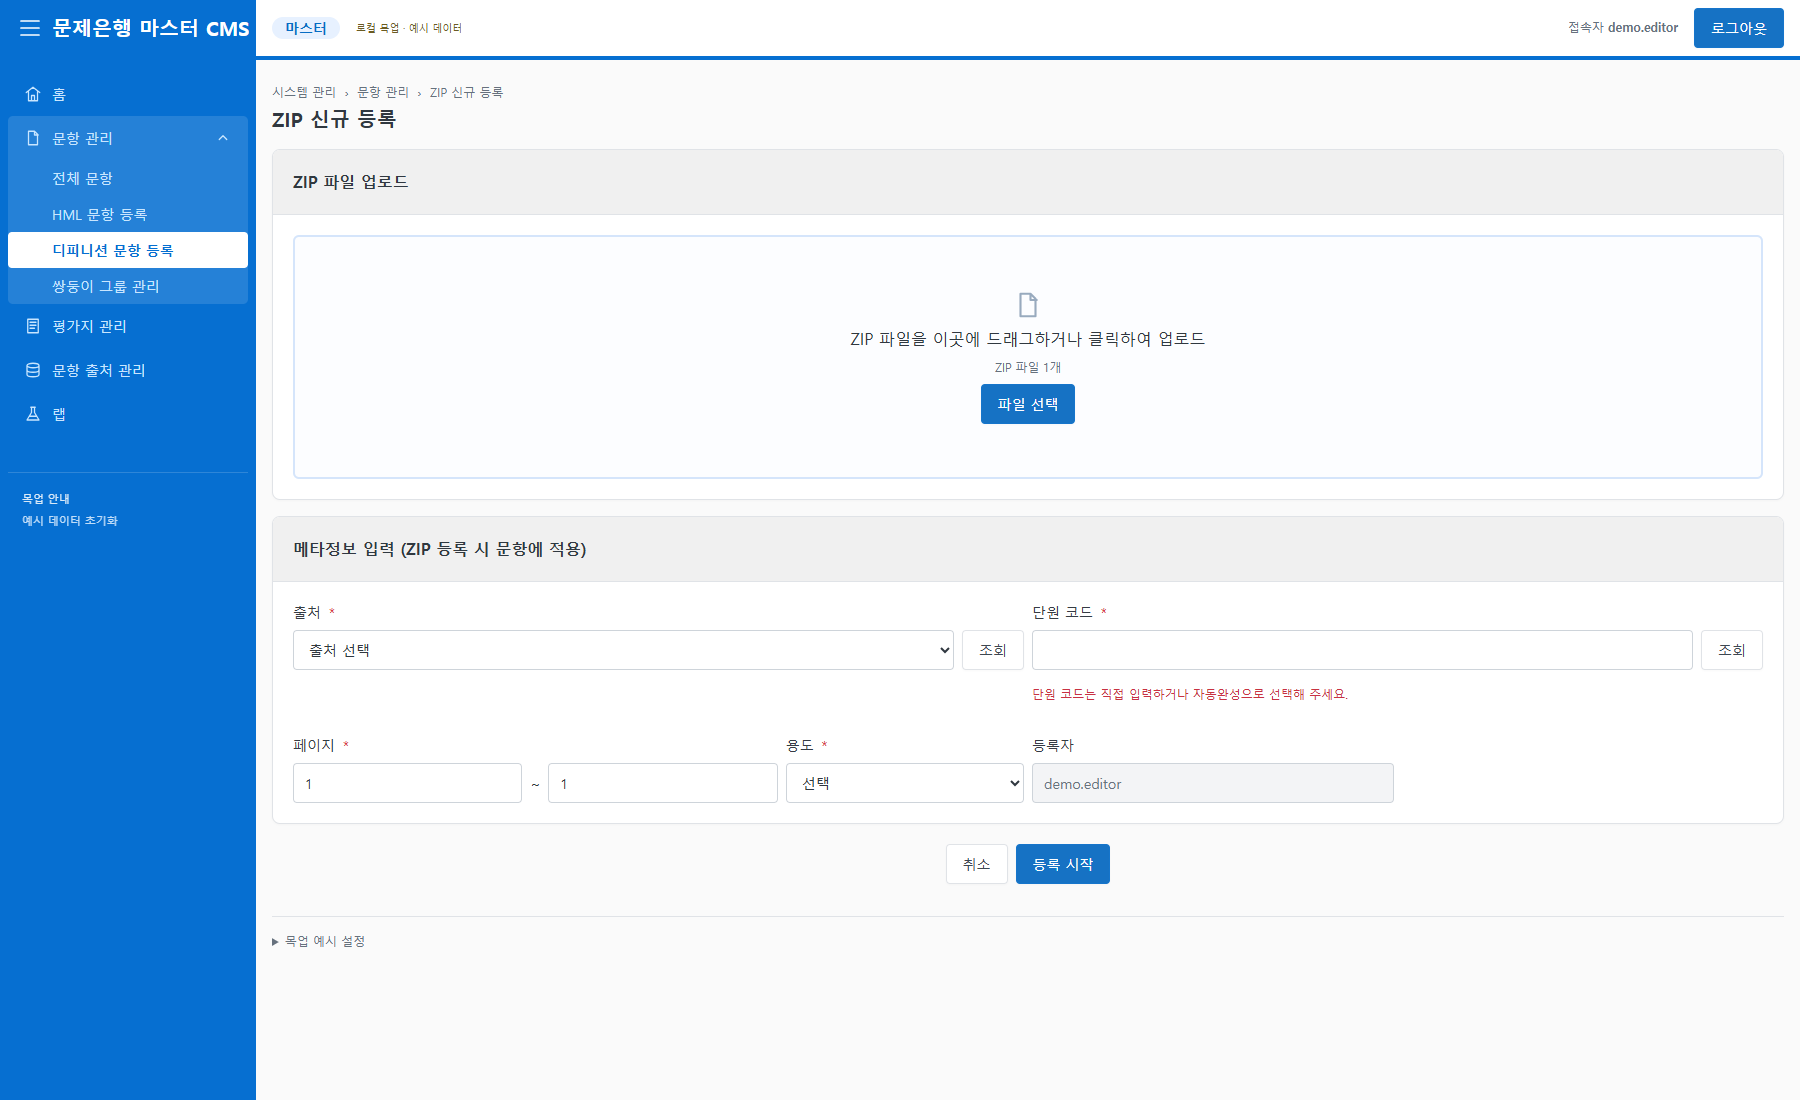 문제은행 마스터 CMS
마스터
로컬 목업 · 예시 데이터
접속자 demo.editor
로그아웃
홈
문항 관리
전체 문항
HML 문항 등록
디피니션 문항 등록
쌍둥이 그룹 관리
평가지 관리
문항 출처 관리
랩
목업 안내
예시 데이터 초기화
시스템 관리 › 문항 관리 › ZIP 신규 등록
ZIP 신규 등록
ZIP 파일 업로드
ZIP 파일을 이곳에 드래그하거나 클릭하여 업로드
ZIP 파일 1개
파일 선택
메타정보 입력 (ZIP 등록 시 문항에 적용)
출처 *
단원 코드 *
출처 선택
조회
조회
단원 코드는 직접 입력하거나 자동완성으로 선택해 주세요.
페이지 *
용도 *
등록자
1 ~ 1
선택
demo.editor
취소
등록 시작
▶ 목업 예시 설정